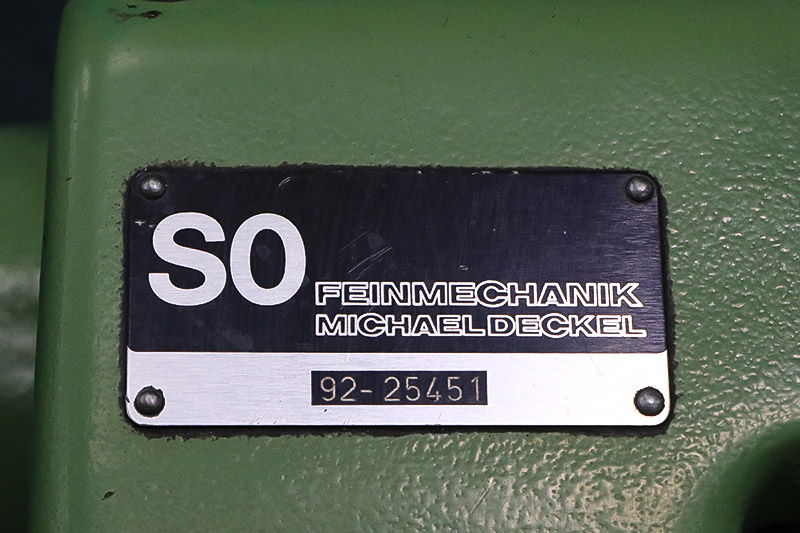 SO
FEINMECHANIK
MICHAEL DECKEL
92-25451